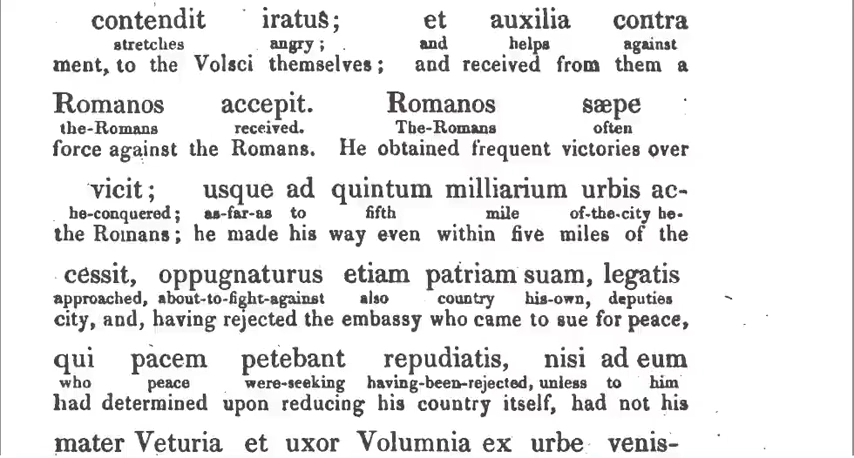 contendit iratus; et auxilia contra
stretches angry; and helps against
ment, to the Volsci themselves; and received from them a
Romanos accepit. Romanos sæpe
the-Romans received. The-Romans often
force against the Romans. He obtained frequent victories over
vicit; usque ad quintum milliarium urbis ac-
he-conquered; as-far-as to fifth mile of-the-city he-
the Romans; he made his way even within five miles of the
cessit, oppugnaturus etiam patriam suam, legatis
approached, about-to-fight-against also country his-own, deputies
city, and, having rejected the embassy who came to sue for peace,
qui pacem petebant repudiatis, nisi ad eum
who peace were-seeking having-been-rejected, unless to him
had determined upon reducing his country itself, had not his
mater Veturia et uxor Volumnia ex urbe venis-